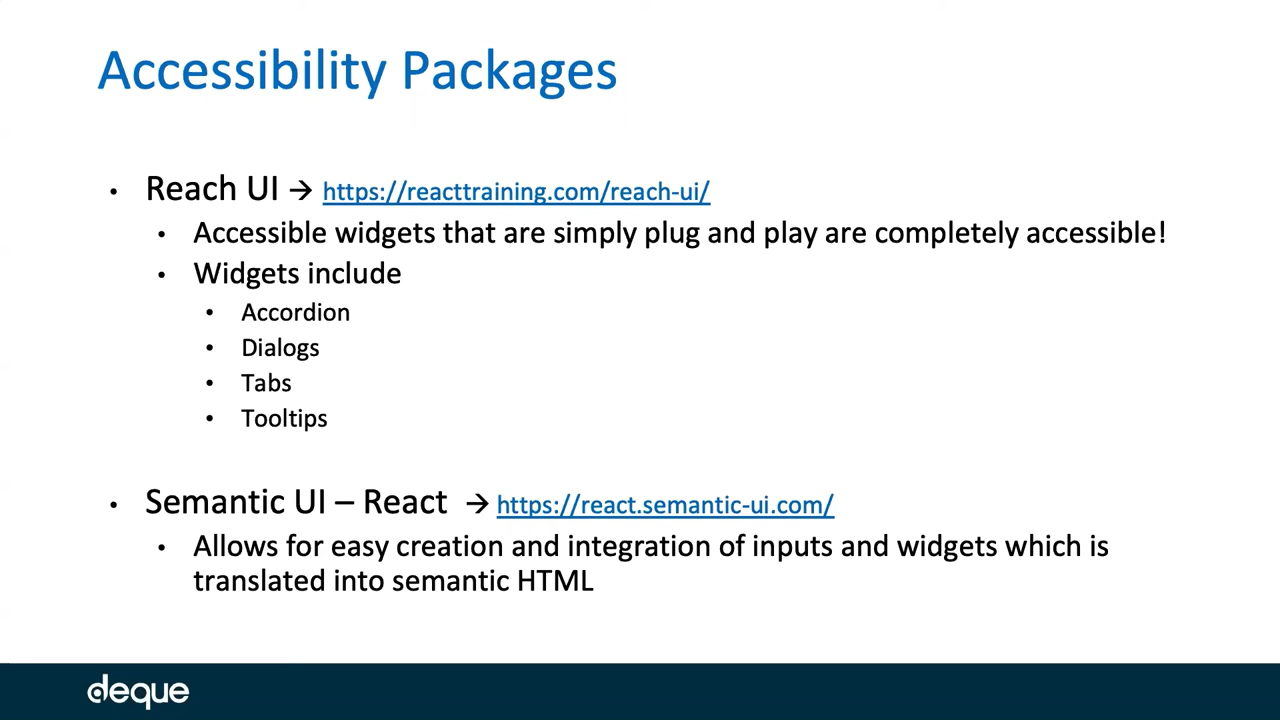 Accessibility Packages
• Reach UI → https://reacttraining.com/reach-ui/
• Accessible widgets that are simply plug and play are completely accessible!
• Widgets include
• Accordion
• Dialogs
• Tabs
• Tooltips
• Semantic UI – React → https://react.semantic-ui.com/
• Allows for easy creation and integration of inputs and widgets which is
translated into semantic HTML
deque